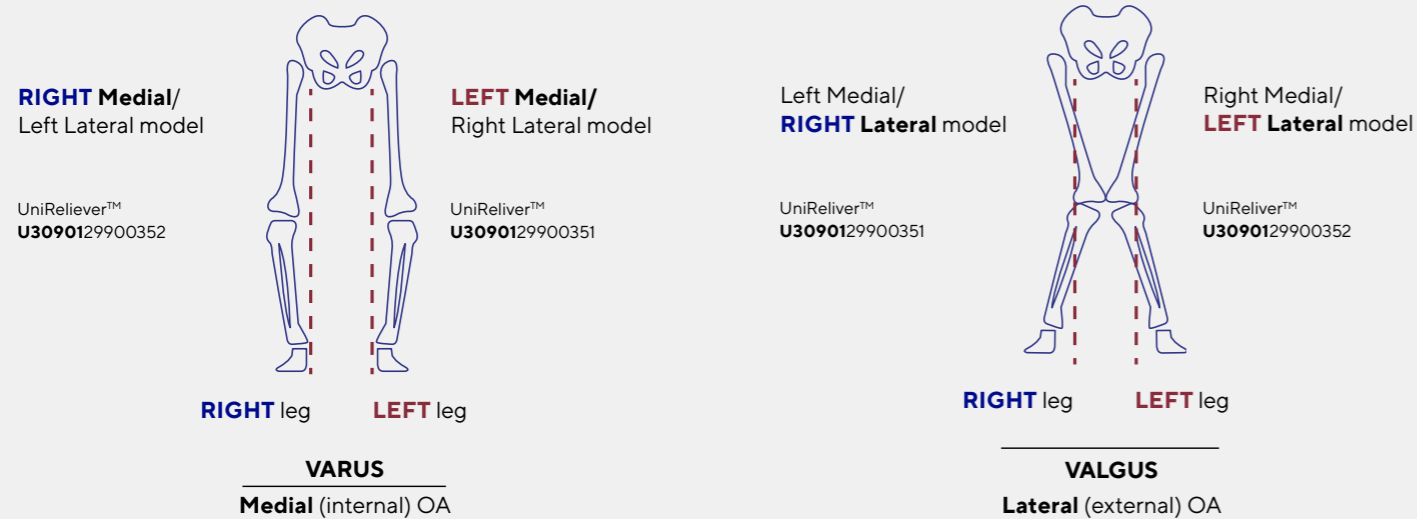 RIGHT Medial/
Left Lateral model
UniReliever™
U3090129900352
LEFT Medial/
Right Lateral model
UniReliver™
U3090129900351
RIGHT leg
LEFT leg
VARUS
Medial (internal) OA
Left Medial/
RIGHT Lateral model
UniReliver™
U3090129900351
Right Medial/
LEFT Lateral model
UniReliver™
U3090129900352
RIGHT leg
LEFT leg
VALGUS
Lateral (external) OA